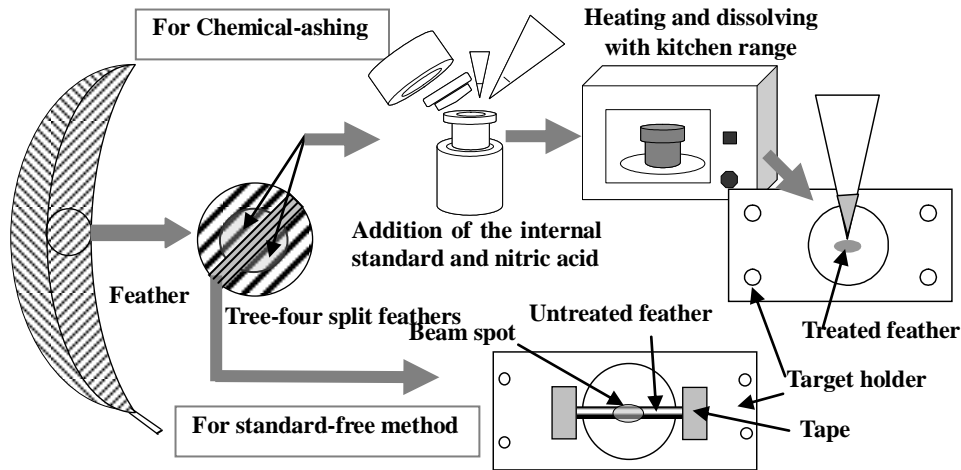 For Chemical-ashing
Heating and dissolving
with kitchen range
Addition of the internal
standard and nitric acid
Feather
Tree-four split feathers
Beam spot
Untreated feather
Treated feather
Target holder
Tape
For standard-free method